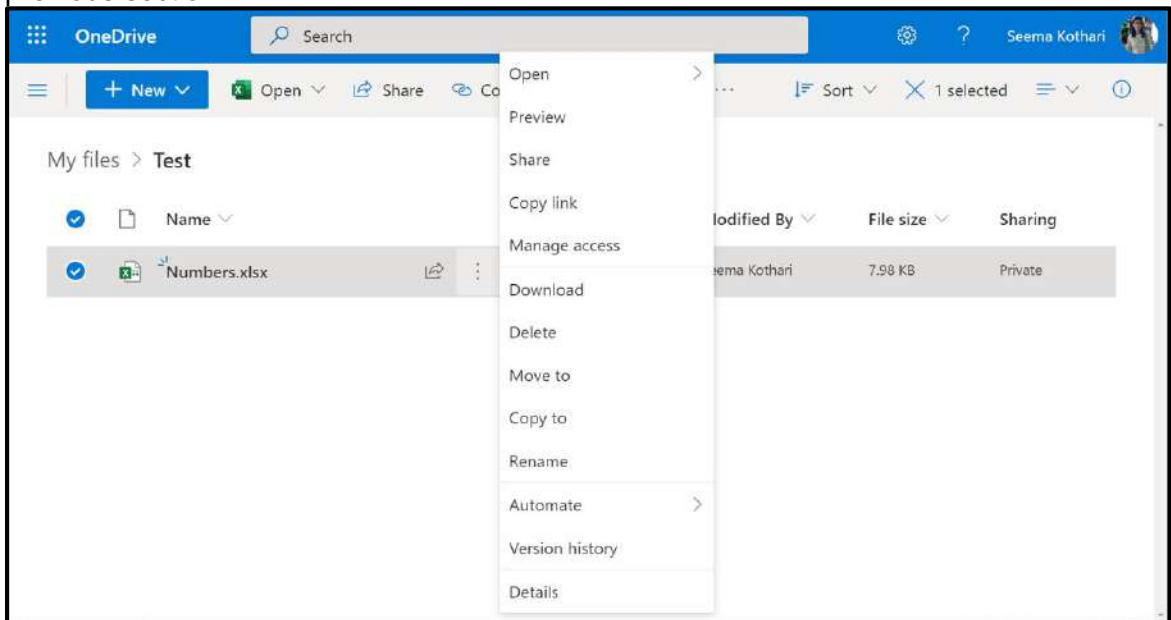 OneDrive
Search
Seema Kothari
New
Open
Share
Co
Sort
1 selected
My files > Test
Name
Modified By
File size
Sharing
Numbers.xlsx
Seema Kothari
7.98 KB
Private
Open
Preview
Share
Copy link
Manage access
Download
Delete
Move to
Copy to
Rename
Automate
Version history
Details